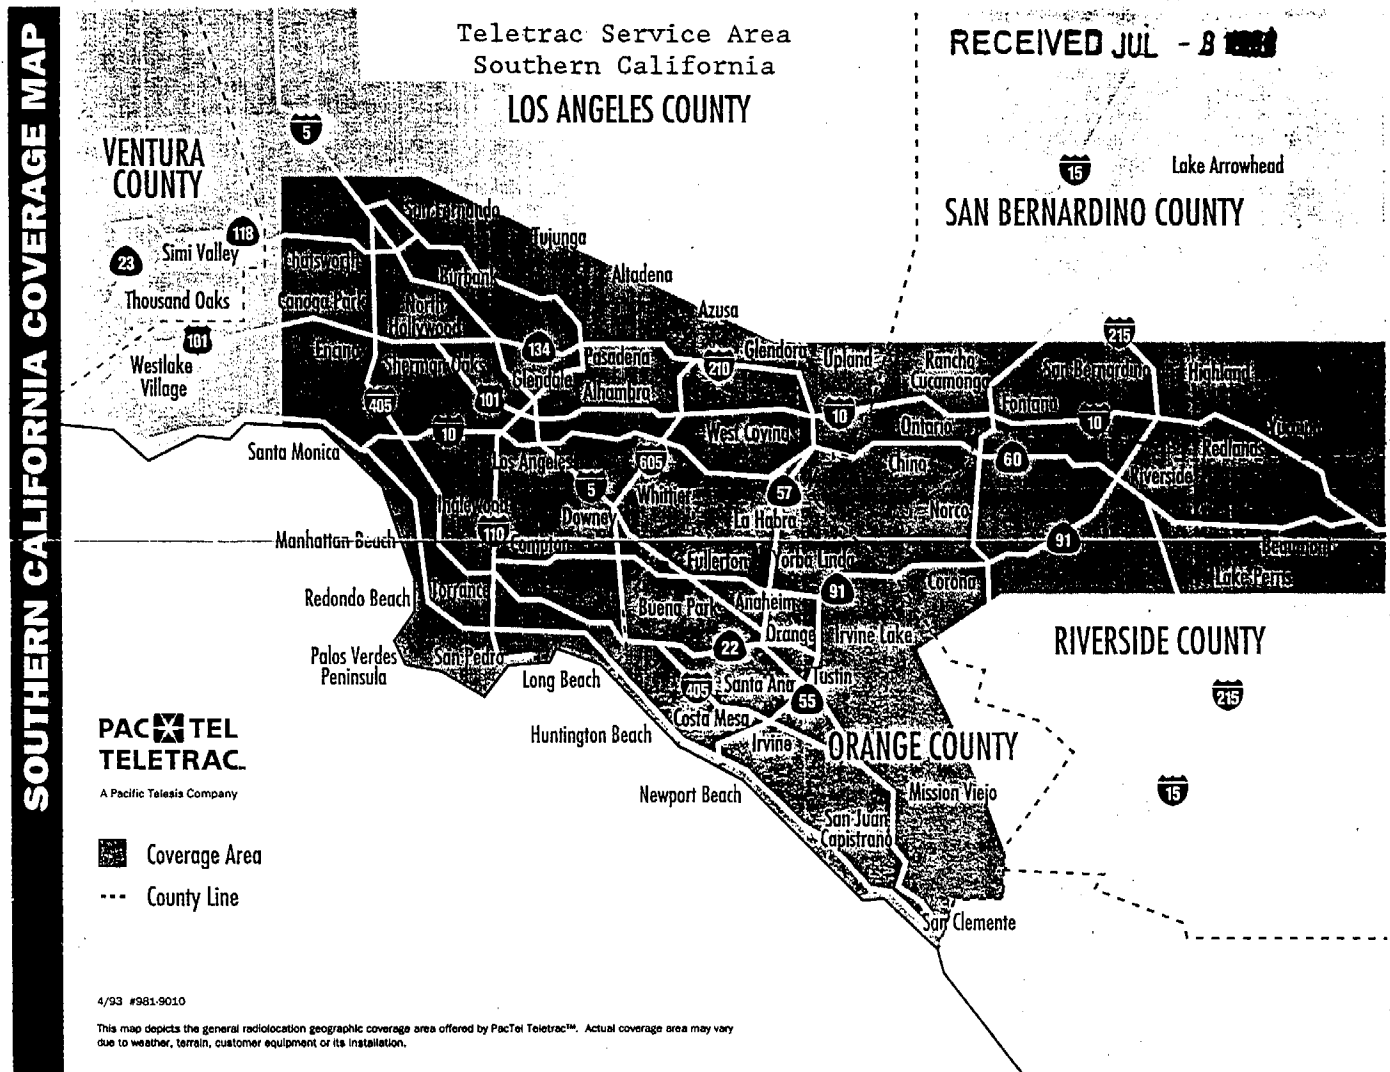 SOUTHERN CALIFORNIA COVERAGE MAP
Teletrac Service Area
Southern California
RECEIVED JUL - 8
LOS ANGELES COUNTY
5
VENTURA
COUNTY
15
Lake Arrowhead
SAN BERNARDINO COUNTY
San Fernando
118
Simi Valley
23
Tujunga
Chatsworth
Burbank
Altadena
Thousand Oaks
Canoga Park
North
Hollywood
Azusa
101
215
Encino
134
Pasadena
Glendora
Upland
Rancha
Cucamonga
San Bernardino
Highland
Westlake
Village
Sherman Oaks
Glendale
210
Alhambra
405
101
10
Fontana
10
10
West Covina
Ontario
Santa Monica
Los Angeles
605
China
60
Redlands
Riverside
5
Whittier
57
Inglewood
Downey
La Habra
Norco
110
Manhattan Beach
Compton
91
Beaumont
Fullerton
Yorba Linda
Corona
Lake Perris
Redondo Beach
Torrance
91
Buena Park
Anaheim
Orange
Irvine Lake
22
RIVERSIDE COUNTY
Palos Verdes
Peninsula
San Pedro
Long Beach
405
Santa Ana
Tustin
55
215
Costa Mesa
Huntington Beach
Irvine
ORANGE COUNTY
PAC TEL
TELETRAC
A Pacific Telesis Company
Newport Beach
Mission Viejo
15
San Juan
Capistrano
Coverage Area
County Line
San Clemente
4/93 #981-9010
This map depicts the general radiolocation geographic coverage area offered by PacTel Teletrac™. Actual coverage area may vary
due to weather, terrain, customer equipment or its installation.